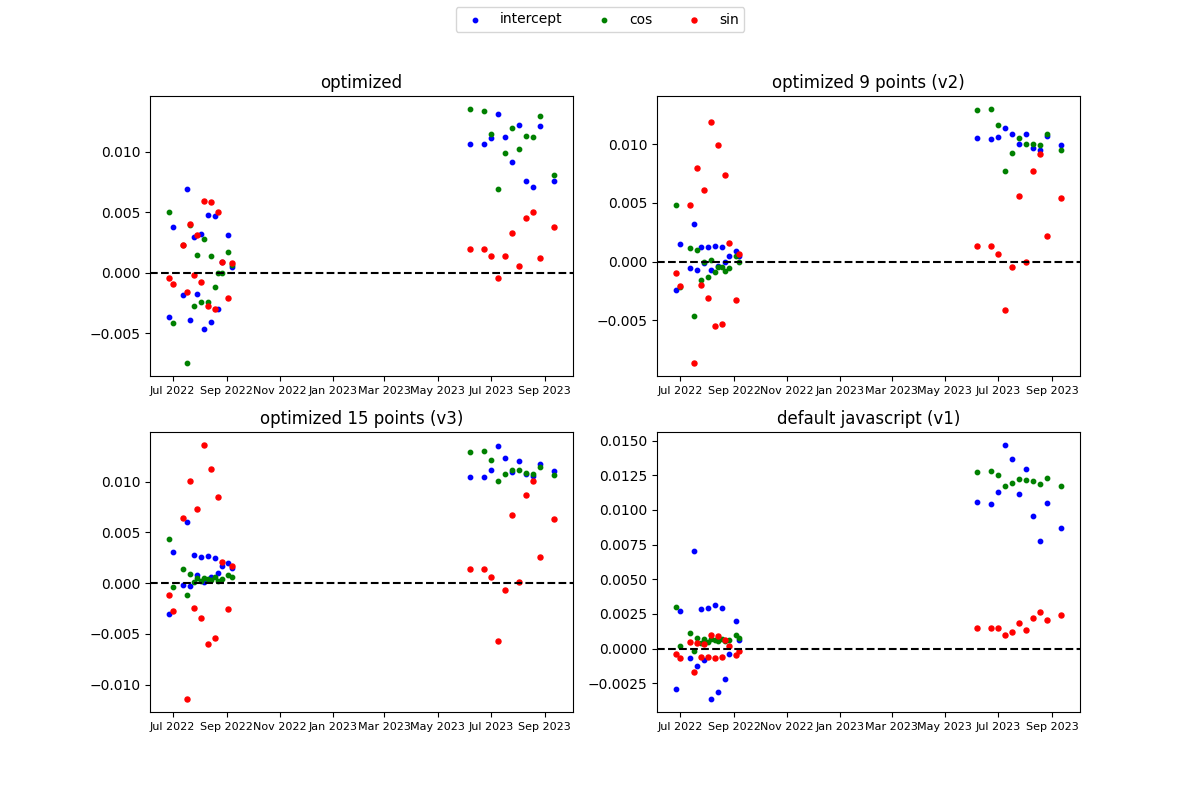 intercept cos sin
optimized
0.010
0.005
0.000
−0.005
Jul 2022 Sep 2022 Nov 2022 Jan 2023 Mar 2023 May 2023 Jul 2023 Sep 2023
optimized 9 points (v2)
0.010
0.005
0.000
−0.005
Jul 2022 Sep 2022 Nov 2022 Jan 2023 Mar 2023 May 2023 Jul 2023 Sep 2023
optimized 15 points (v3)
0.010
0.005
0.000
−0.005
−0.010
Jul 2022 Sep 2022 Nov 2022 Jan 2023 Mar 2023 May 2023 Jul 2023 Sep 2023
default javascript (v1)
0.0150
0.0125
0.0100
0.0075
0.0050
0.0025
0.0000
−0.0025
Jul 2022 Sep 2022 Nov 2022 Jan 2023 Mar 2023 May 2023 Jul 2023 Sep 2023